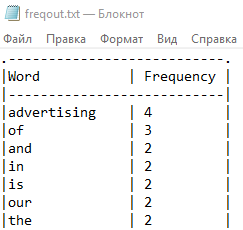 freqout.txt — Блокнот
Файл Правка Формат Вид Справка
.---------------------------.
|Word | Frequency |
|---------------------------|
|advertising | 4 |
|of | 3 |
|and | 2 |
|in | 2 |
|is | 2 |
|our | 2 |
|the | 2 |